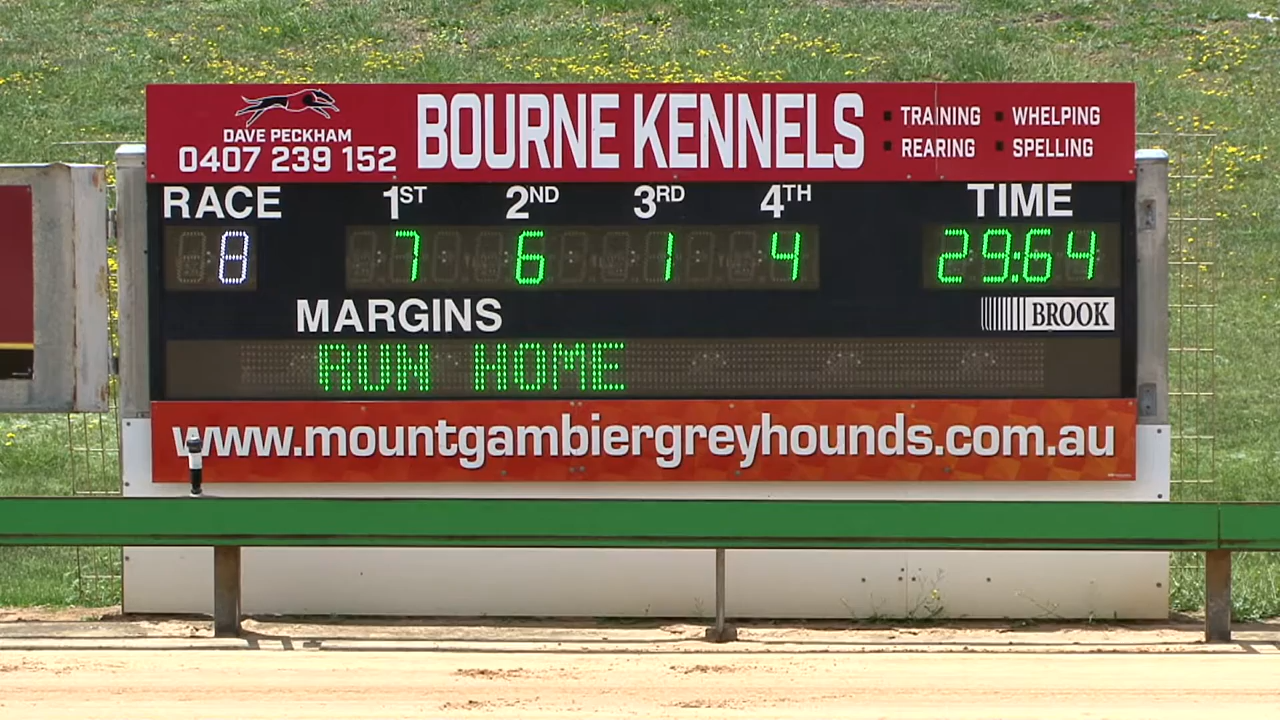 DAVE PECKHAM
0407 239 152
BOURNE KENNELS
TRAINING WHELPING
REARING SPELLING
RACE 1ST 2ND 3RD 4TH TIME
8 7 6 1 4 29:64
MARGINS
BROOK
RUN HOME
www.mountgambiergreyhounds.com.au